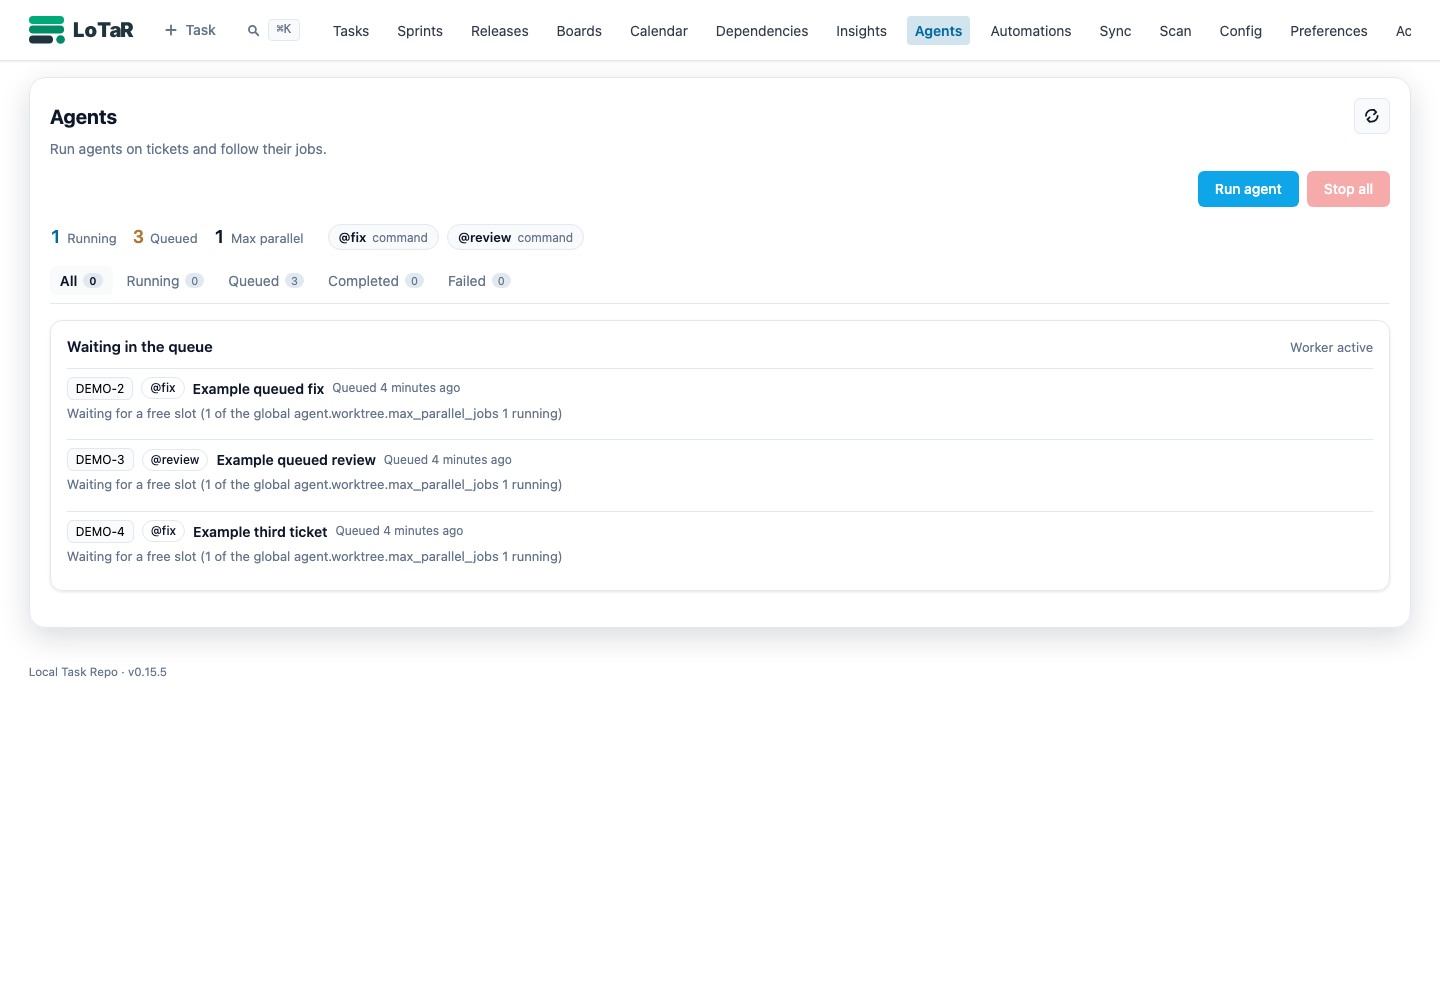 LoTaR + Task ⌘K Tasks Sprints Releases Boards Calendar Dependencies Insights Agents Automations Sync Scan Config Preferences Ac
Agents
Run agents on tickets and follow their jobs.
Run agent Stop all
1 Running 3 Queued 1 Max parallel @fix command @review command
All 0 Running 0 Queued 3 Completed 0 Failed 0
Waiting in the queue Worker active
DEMO-2 @fix Example queued fix Queued 4 minutes ago
Waiting for a free slot (1 of the global agent.worktree.max_parallel_jobs 1 running)
DEMO-3 @review Example queued review Queued 4 minutes ago
Waiting for a free slot (1 of the global agent.worktree.max_parallel_jobs 1 running)
DEMO-4 @fix Example third ticket Queued 4 minutes ago
Waiting for a free slot (1 of the global agent.worktree.max_parallel_jobs 1 running)
Local Task Repo · v0.15.5